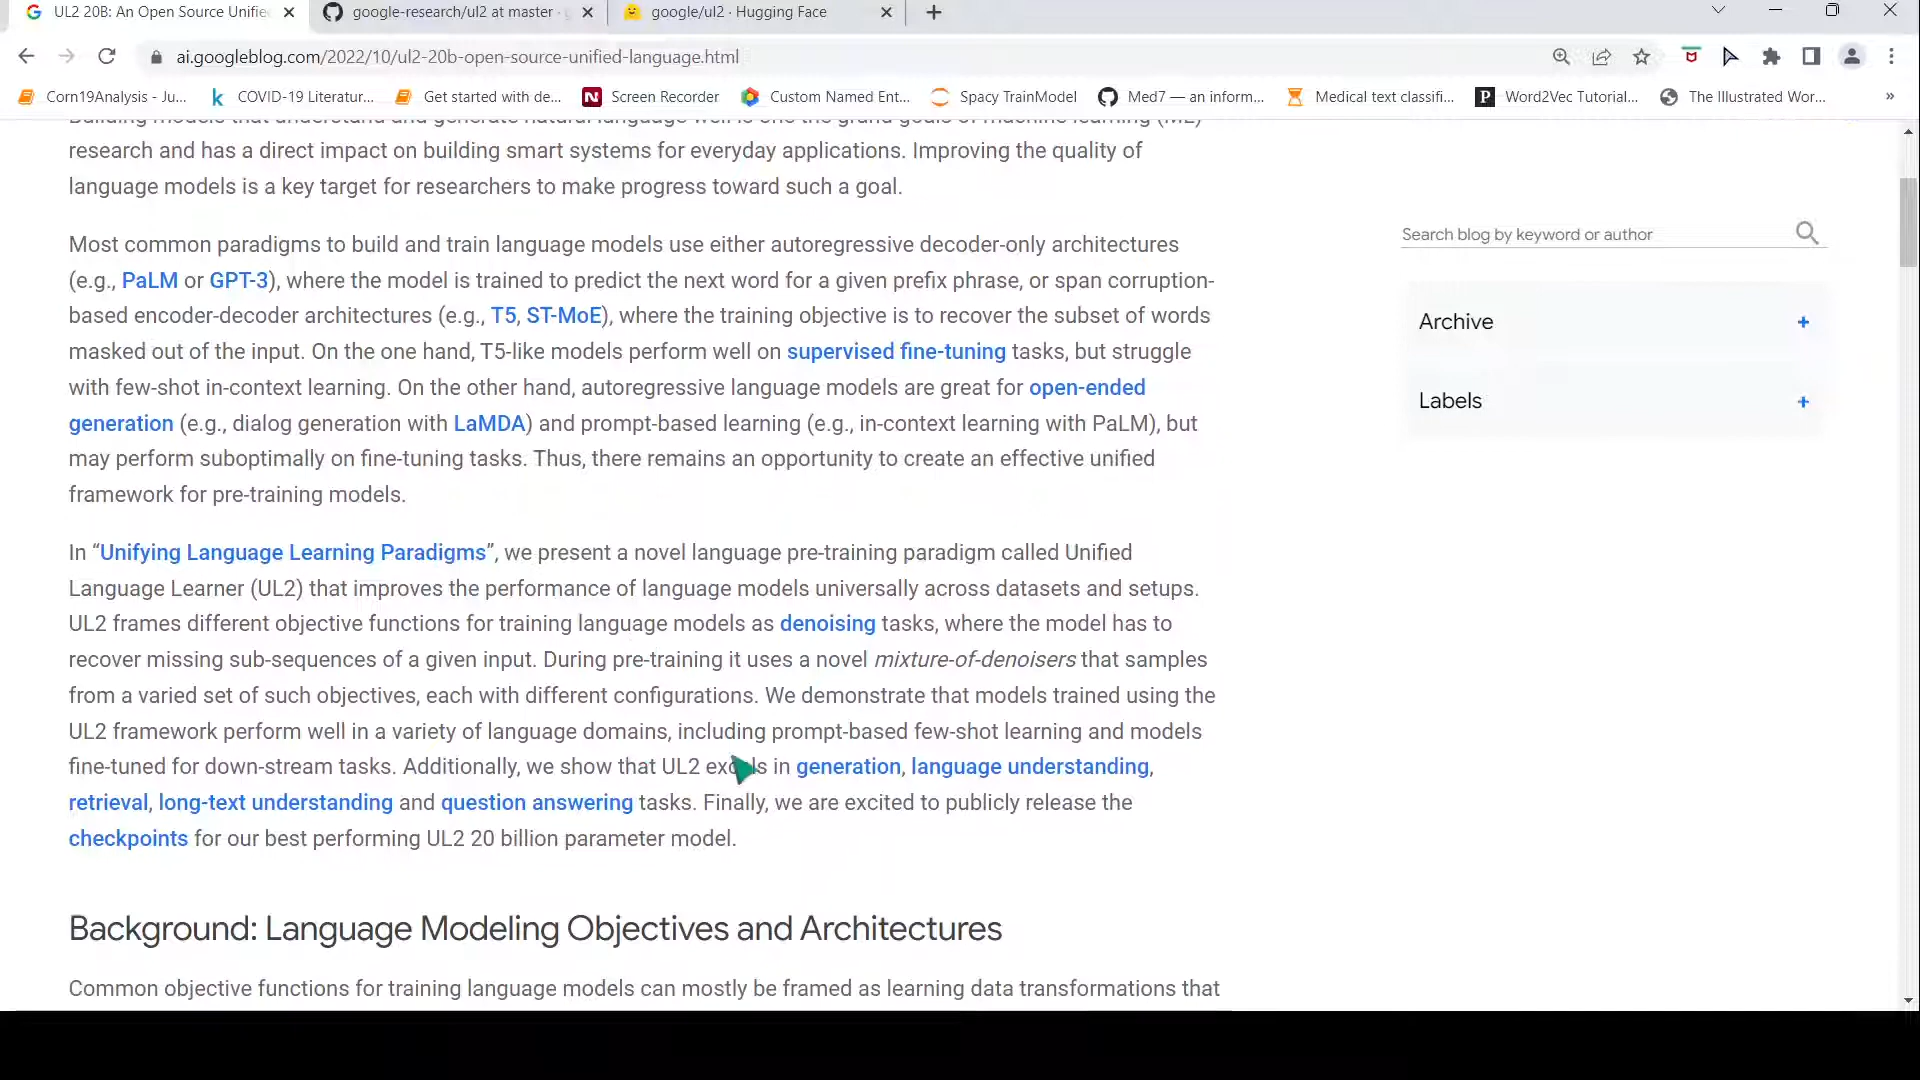 UL2 20B: An Open Source Unifie
google-research/ul2 at master ·
google/ul2 · Hugging Face
ai.googleblog.com/2022/10/ul2-20b-open-source-unified-language.html
Corn19Analysis - Ju...
COVID-19 Literatur...
Get started with de...
Screen Recorder
Custom Named Ent...
Spacy TrainModel
Med7 — an inform...
Medical text classifi...
Word2Vec Tutorial...
The Illustrated Wor...
»
Building models that understand and generate natural language well is one the grand goals of machine learning (ML)
research and has a direct impact on building smart systems for everyday applications. Improving the quality of
language models is a key target for researchers to make progress toward such a goal.
Most common paradigms to build and train language models use either autoregressive decoder-only architectures
(e.g., PaLM or GPT-3), where the model is trained to predict the next word for a given prefix phrase, or span corruption-
based encoder-decoder architectures (e.g., T5, ST-MoE), where the training objective is to recover the subset of words
masked out of the input. On the one hand, T5-like models perform well on supervised fine-tuning tasks, but struggle
with few-shot in-context learning. On the other hand, autoregressive language models are great for open-ended
generation (e.g., dialog generation with LaMDA) and prompt-based learning (e.g., in-context learning with PaLM), but
may perform suboptimally on fine-tuning tasks. Thus, there remains an opportunity to create an effective unified
framework for pre-training models.
In “Unifying Language Learning Paradigms”, we present a novel language pre-training paradigm called Unified
Language Learner (UL2) that improves the performance of language models universally across datasets and setups.
UL2 frames different objective functions for training language models as denoising tasks, where the model has to
recover missing sub-sequences of a given input. During pre-training it uses a novel mixture-of-denoisers that samples
from a varied set of such objectives, each with different configurations. We demonstrate that models trained using the
UL2 framework perform well in a variety of language domains, including prompt-based few-shot learning and models
fine-tuned for down-stream tasks. Additionally, we show that UL2 excels in generation, language understanding,
retrieval, long-text understanding and question answering tasks. Finally, we are excited to publicly release the
checkpoints for our best performing UL2 20 billion parameter model.
Background: Language Modeling Objectives and Architectures
Common objective functions for training language models can mostly be framed as learning data transformations that
Search blog by keyword or author
Archive +
Labels +